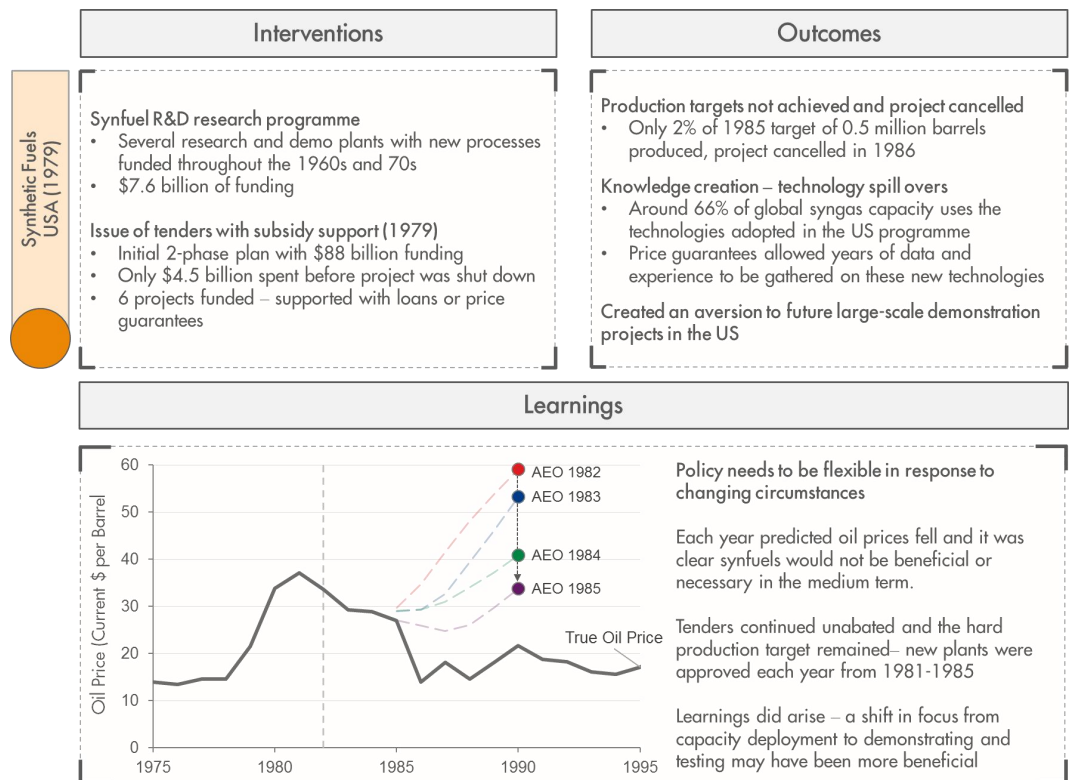 Interventions
Outcomes
Synthetic Fuels
USA (1979)
Synfuel R&D research programme
• Several research and demo plants with new processes
funded throughout the 1960s and 70s
• $7.6 billion of funding
Issue of tenders with subsidy support (1979)
• Initial 2-phase plan with $88 billion funding
• Only $4.5 billion spent before project was shut down
• 6 projects funded – supported with loans or price
guarantees
Production targets not achieved and project cancelled
• Only 2% of 1985 target of 0.5 million barrels
produced, project cancelled in 1986
Knowledge creation – technology spill overs
• Around 66% of global syngas capacity uses the
technologies adopted in the US programme
• Price guarantees allowed years of data and
experience to be gathered on these new technologies
Created an aversion to future large-scale demonstration
projects in the US
Learnings
Oil Price (Current $ per Barrel
60
50
40
30
20
10
0
1975
1980
1985
1990
1995
AEO 1982
AEO 1983
AEO 1984
AEO 1985
True Oil Price
Policy needs to be flexible in response to
changing circumstances
Each year predicted oil prices fell and it was
clear synfuels would not be beneficial or
necessary in the medium term.
Tenders continued unabated and the hard
production target remained– new plants were
approved each year from 1981-1985
Learnings did arise – a shift in focus from
capacity deployment to demonstrating and
testing may have been more beneficial